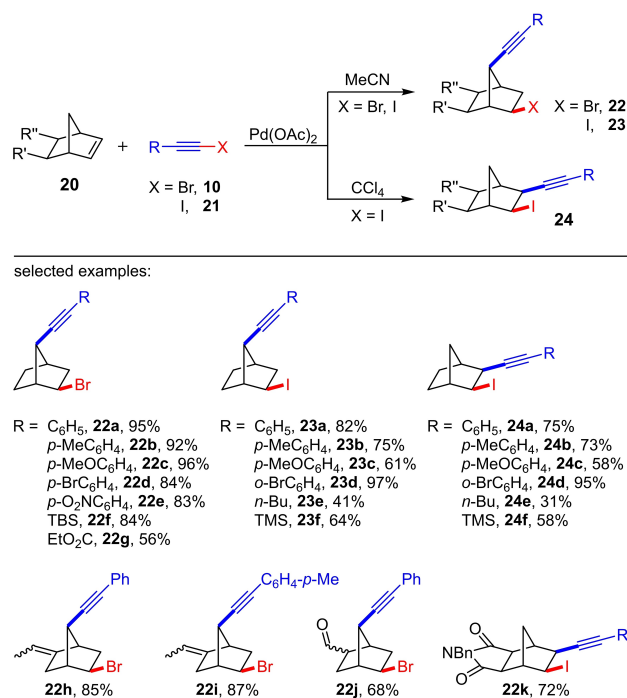 R
MeCN
X = Br, I
R"
R'
X
X = Br, 22
I, 23
R"
R'
20
+
R
X
X = Br, 10
I, 21
Pd(OAc)2
CCl4
X = I
R"
R'
R
I
24
selected examples:
R
Br
R
I
R
I
R = C6H5, 22a, 95%
p-MeC6H4, 22b, 92%
p-MeOC6H4, 22c, 96%
p-BrC6H4, 22d, 84%
p-O2NC6H4, 22e, 83%
TBS, 22f, 84%
EtO2C, 22g, 56%
R = C6H5, 23a, 82%
p-MeC6H4, 23b, 75%
p-MeOC6H4, 23c, 61%
o-BrC6H4, 23d, 97%
n-Bu, 23e, 41%
TMS, 23f, 64%
R = C6H5, 24a, 75%
p-MeC6H4, 24b, 73%
p-MeOC6H4, 24c, 58%
o-BrC6H4, 24d, 95%
n-Bu, 24e, 31%
TMS, 24f, 58%
Ph
Br
22h, 85%
C6H4-p-Me
Br
22i, 87%
Ph
O
Br
22j, 68%
O
NBn
O
R
I
22k, 72%